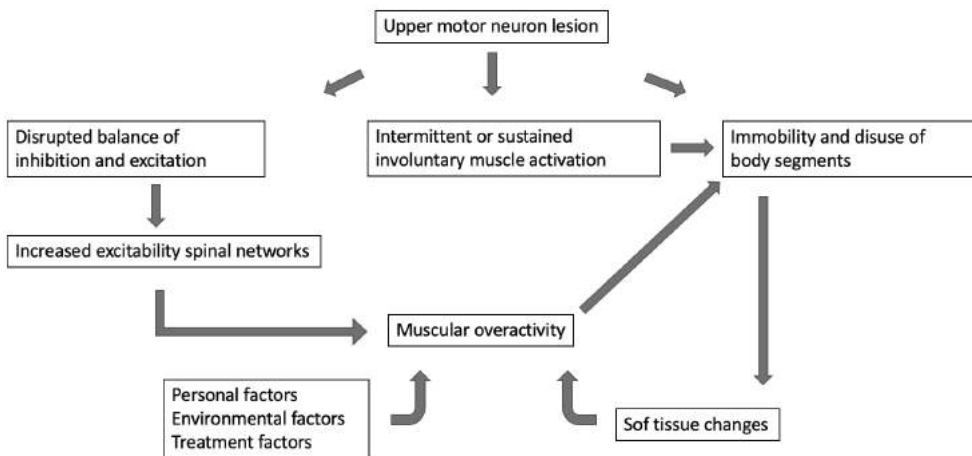 Upper motor neuron lesion
Disrupted balance of
inhibition and excitation
Intermittent or sustained
involuntary muscle activation
Immobility and disuse of
body segments
Increased excitability spinal networks
Muscular overactivity
Personal factors
Environmental factors
Treatment factors
Sof tissue changes